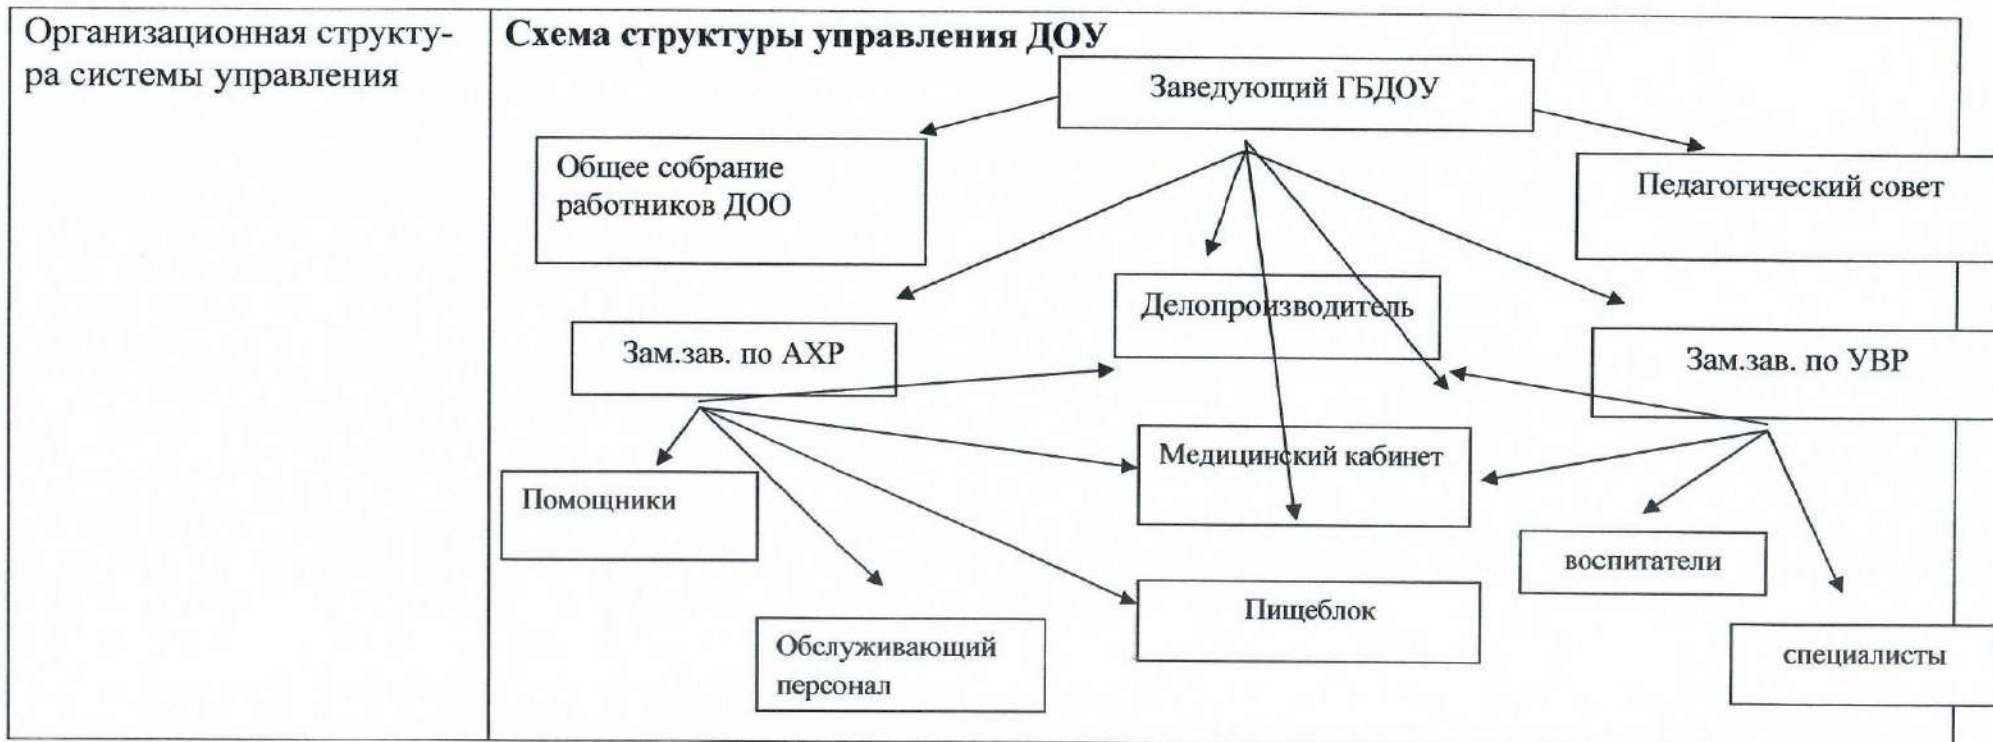 Организационная структу-
ра системы управления
Схема структуры управления ДОУ
Заведующий ГБДОУ
Общее собрание
работников ДОО
Педагогический совет
Делопроизводитель
Зам.зав. по АХР
Зам.зав. по УВР
Медицинский кабинет
Помощники
воспитатели
Пищеблок
Обслуживающий
персонал
специалисты